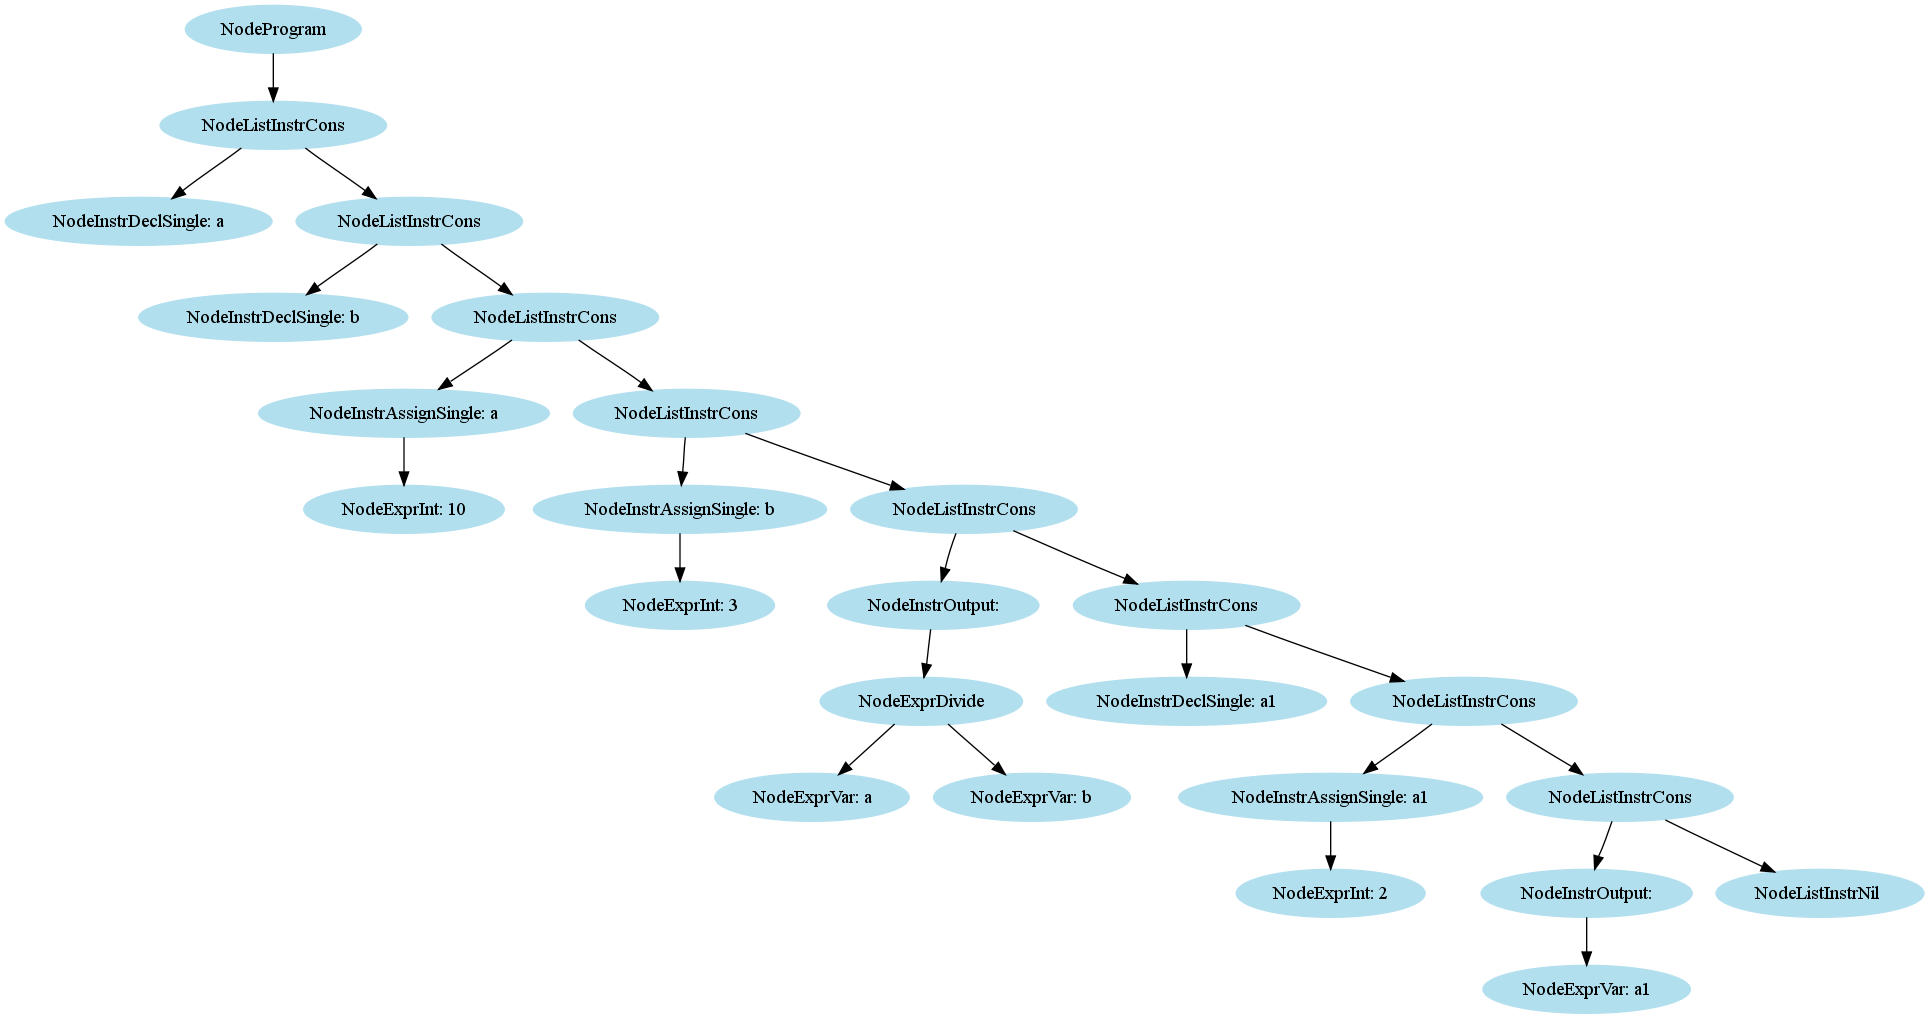 NodeProgram
NodeListInstrCons
NodeInstrDeclSingle: a
NodeListInstrCons
NodeInstrDeclSingle: b
NodeListInstrCons
NodeInstrAssignSingle: a
NodeListInstrCons
NodeExprInt: 10
NodeInstrAssignSingle: b
NodeListInstrCons
NodeExprInt: 3
NodeInstrOutput:
NodeListInstrCons
NodeExprDivide
NodeInstrDeclSingle: a1
NodeListInstrCons
NodeExprVar: a
NodeExprVar: b
NodeInstrAssignSingle: a1
NodeListInstrCons
NodeExprInt: 2
NodeInstrOutput:
NodeListInstrNil
NodeExprVar: a1